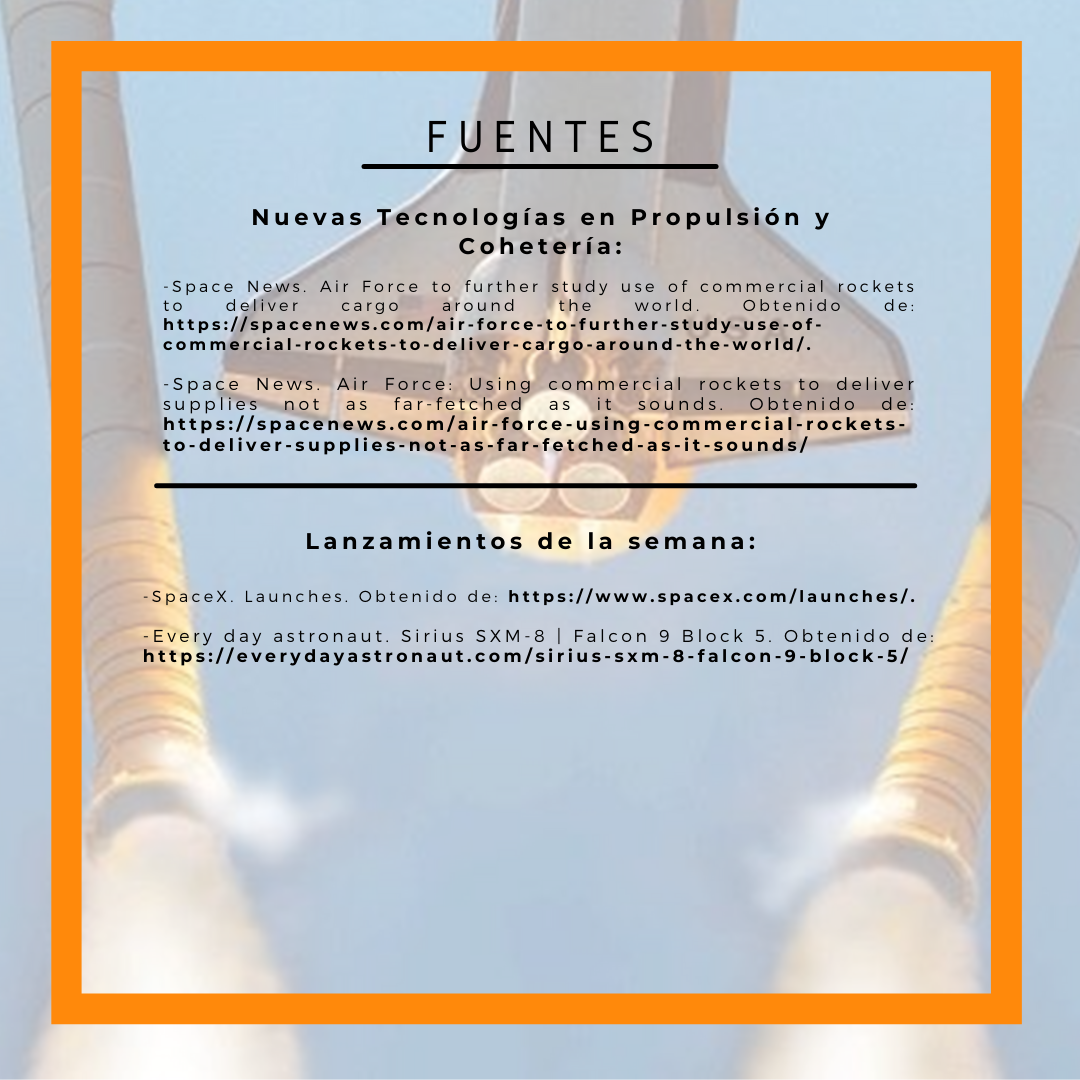 FUENTES
Nuevas Tecnologías en Propulsión y
Cohetería:
-Space News. Air Force to further study use of commercial rockets
to deliver cargo around the world. Obtenido de:
https://spacenews.com/air-force-to-further-study-use-of-
commercial-rockets-to-deliver-cargo-around-the-world/.
-Space News. Air Force: Using commercial rockets to deliver
supplies not as far-fetched as it sounds. Obtenido de:
https://spacenews.com/air-force-using-commercial-rockets-
to-deliver-supplies-not-as-far-fetched-as-it-sounds/
Lanzamientos de la semana:
-SpaceX. Launches. Obtenido de: https://www.spacex.com/launches/.
-Every day astronaut. Sirius SXM-8 | Falcon 9 Block 5. Obtenido de:
https://everydayastronaut.com/sirius-sxm-8-falcon-9-block-5/